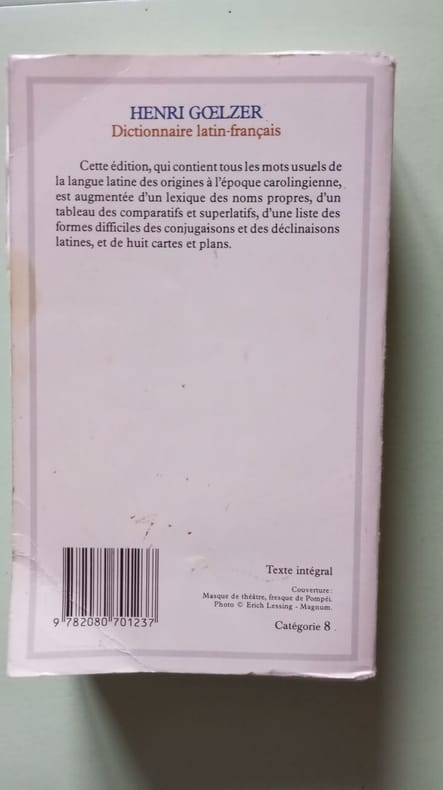 HENRI GŒLZER
Dictionnaire latin-français
Cette édition, qui contient tous les mots usuels de
la langue latine des origines à l'époque carolingienne,
est augmentée d'un lexique des noms propres, d'un
tableau des comparatifs et superlatifs, d'une liste des
formes difficiles des conjugaisons et des déclinaisons
latines, et de huit cartes et plans.
Texte intégral
Couverture :
Masque de théâtre, fresque de Pompéi.
Photo © Erich Lessing - Magnum.
Catégorie 8
9 782080 701237